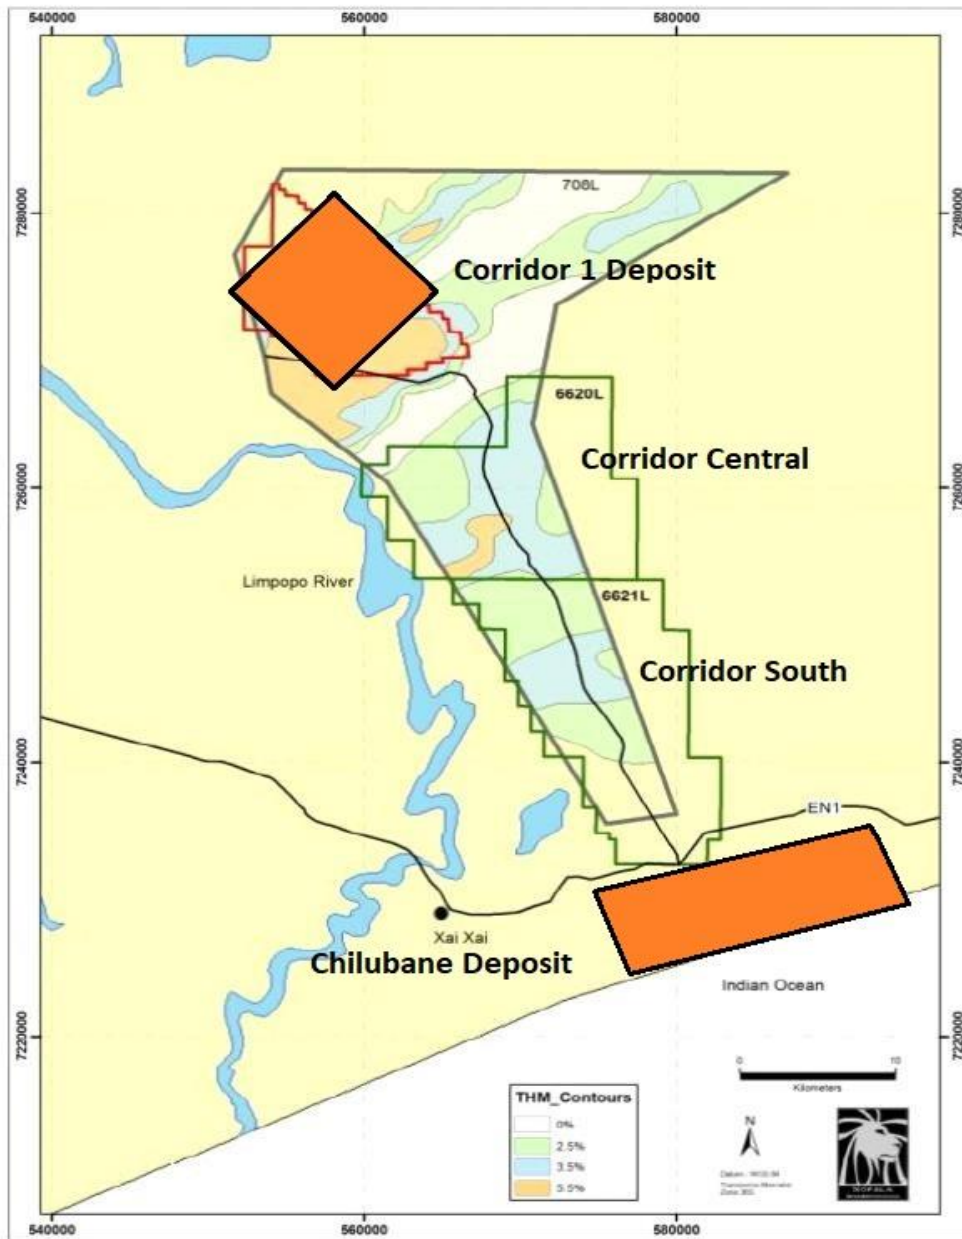 540000
560000
580000
708L
7280000
7280000
Corridor 1 Deposit
6620L
Corridor Central
7260000
7260000
Limpopo River
6621L
Corridor South
7240000
7240000
EN1
Xai Xai
Chilubane Deposit
Indian Ocean
7220000
7220000
0
10
Kilometers
THM_Contours
0%
2.5%
3.5%
5.5%
N
540000
560000
580000